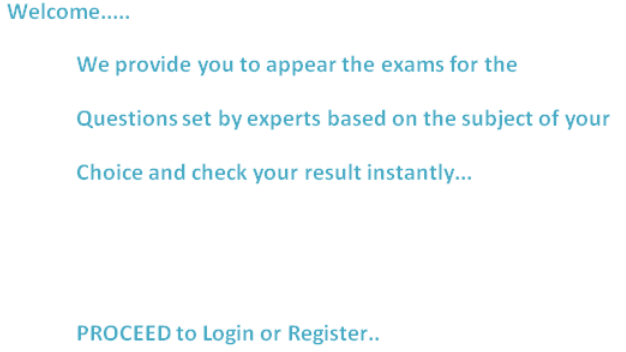 Welcome.....
We provide you to appear the exams for the
Questions set by experts based on the subject of your
Choice and check your result instantly...
PROCEED to Login or Register..